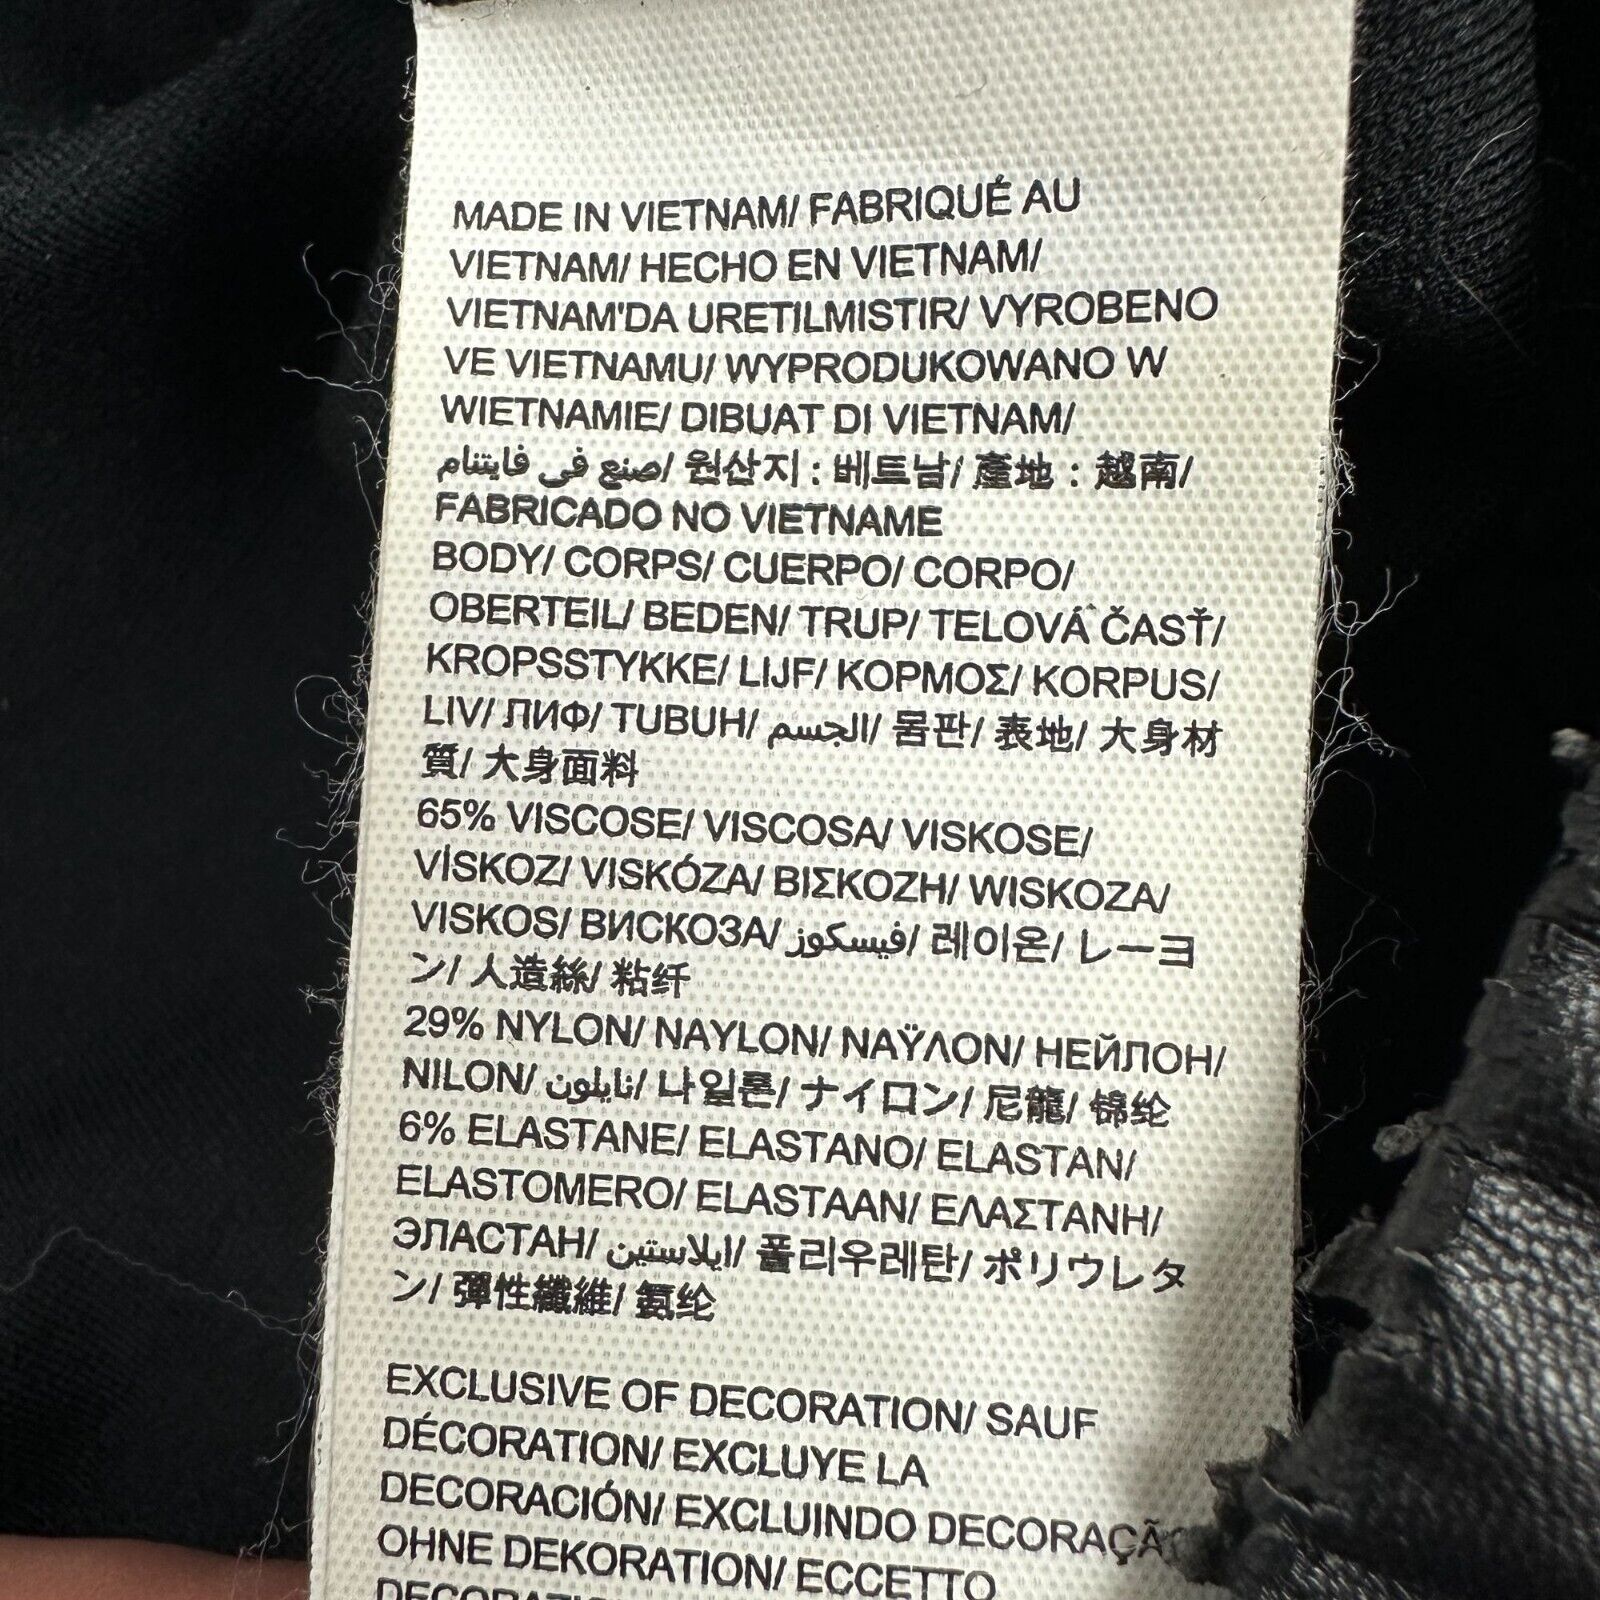 MADE IN VIETNAM/ FABRIQUÉ AU
VIETNAM/ HECHO EN VIETNAM/
VIETNAM'DA URETILMISTIR/ VYROBENO
VE VIETNAMU/ WYPRODUKOWANO W
WIETNAMIE/ DIBUAT DI VIETNAM/
صنع في فايتنام/ 원산지 : 베트남/ 產地 : 越南/
FABRICADO NO VIETNAME
BODY/ CORPS/ CUERPO/ CORPO/
OBERTEIL/ BEDEN/ TRUP/ TELOVÁ ČASŤ/
KROPSSTYKKE/ LIJF/ ΚΟΡΜΟΣ/ KORPUS/
LIV/ ЛИФ/ TUBUH/ الجسم/ 몸판/ 表地/ 大身材
質/ 大身面料
65% VISCOSE/ VISCOSA/ VISKOSE/
VİSKOZ/ VISKÓZA/ ΒΙΣΚΟΖΗ/ WISKOZA/
VISKOS/ ВИСКОЗА/ فيسكوز/ 레이온/ レーヨ
ン/ 人造絲/ 粘纤
29% NYLON/ NAYLON/ ΝΑΫΛΟΝ/ НЕЙЛОН/
NILON/ نايلون/ 나일론/ ナイロン/ 尼龍/ 锦纶
6% ELASTANE/ ELASTANO/ ELASTAN/
ELASTOMERO/ ELASTAAN/ ΕΛΑΣΤΑΝΗ/
ЭЛАСТАН/ ايلاستين/ 폴리우레탄/ ポリウレタ
ン/ 彈性纖維/ 氨纶
EXCLUSIVE OF DECORATION/ SAUF
DÉCORATION/ EXCLUYE LA
DECORACIÓN/ EXCLUINDO
OHNE DEKORATION/ ECCETTO